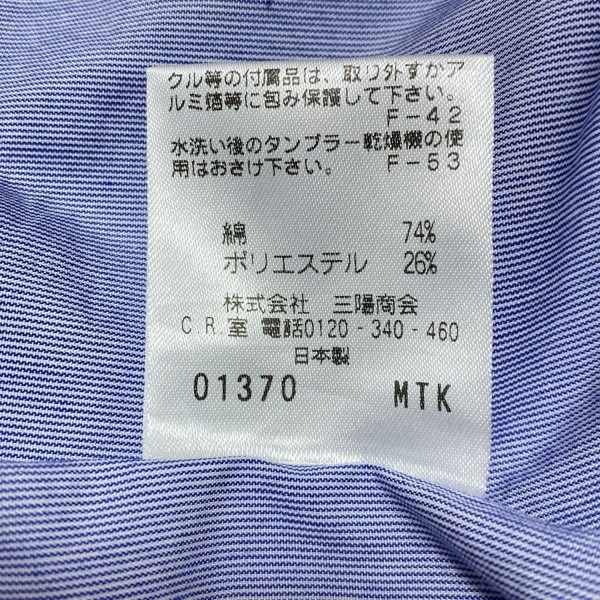 クル等の付属品は、取り外すかア
ルミ箔等に包み保護して下さい。
F-42
水洗い後のタンブラー乾燥機の使
用はおさけ下さい。 F-53
綿 74%
ポリエステル 26%
株式会社 三陽商会
C.R.室 電話0120-340-460
日本製
01370 MTK